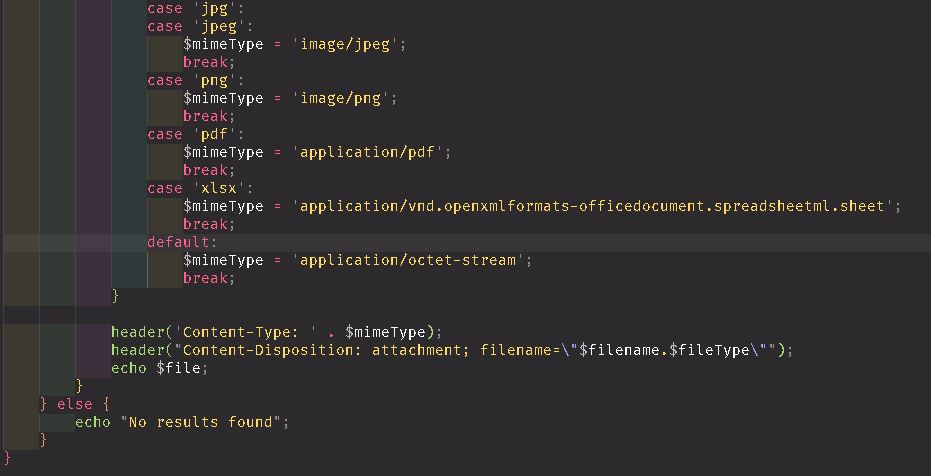 case 'jpg':
case 'jpeg':
$mimeType = 'image/jpeg';
break;
case 'png':
$mimeType = 'image/png';
break;
case 'pdf':
$mimeType = 'application/pdf';
break;
case 'xlsx':
$mimeType = 'application/vnd.openxmlformats-officedocument.spreadsheetml.sheet';
break;
default:
$mimeType = 'application/octet-stream';
break;
}
header('Content-Type: ' . $mimeType);
header("Content-Disposition: attachment; filename=\"$filename.$fileType\"");
echo $file;
}
} else {
echo "No results found";
}
}